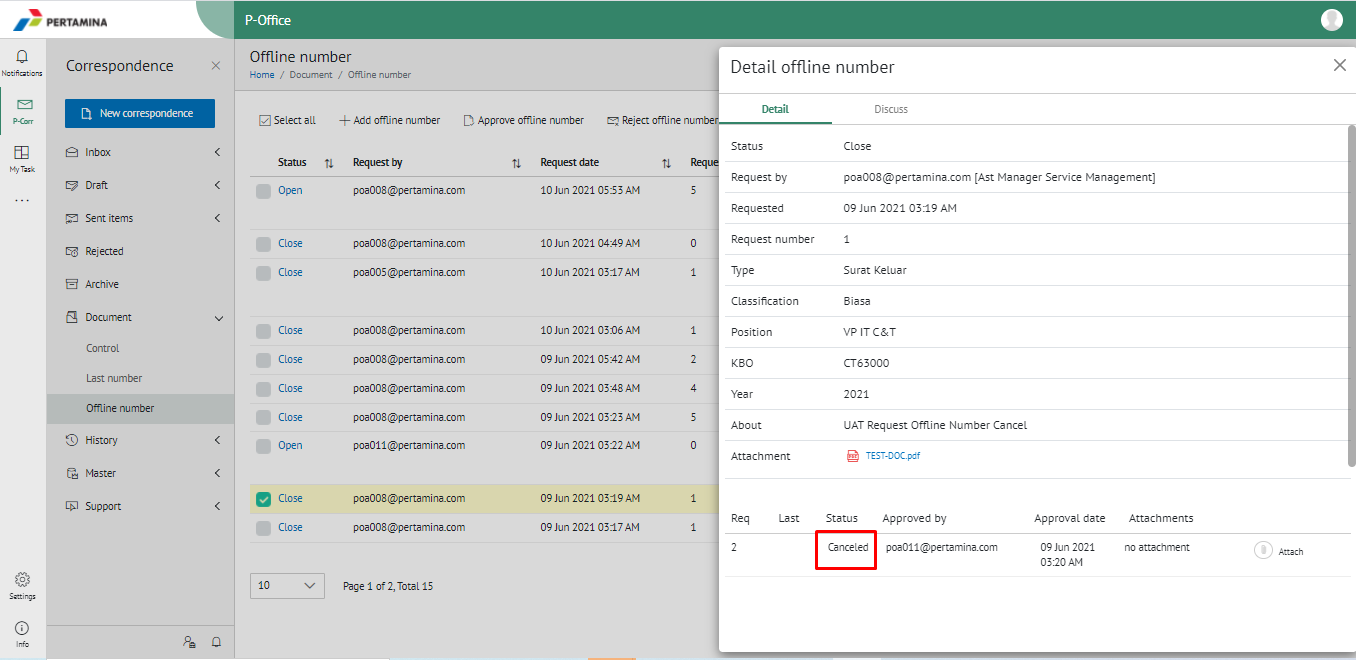 PERTAMINA
P-Office
Notifications
P-Corr
My Task
...
Settings
Info
Correspondence
New correspondence
Inbox
Draft
Sent items
Rejected
Archive
Document
Control
Last number
Offline number
History
Master
Support
Offline number
Home / Document / Offline number
Select all Add offline number Approve offline number Reject offline number
Status Request by Request date Reque
Open poa008@pertamina.com 10 Jun 2021 05:53 AM 5
Close poa008@pertamina.com 10 Jun 2021 04:49 AM 0
Close poa005@pertamina.com 10 Jun 2021 03:17 AM 1
Close poa008@pertamina.com 10 Jun 2021 03:06 AM 1
Close poa008@pertamina.com 09 Jun 2021 05:42 AM 2
Close poa008@pertamina.com 09 Jun 2021 03:48 AM 4
Close poa008@pertamina.com 09 Jun 2021 03:23 AM 5
Open poa011@pertamina.com 09 Jun 2021 03:22 AM 0
Close poa008@pertamina.com 09 Jun 2021 03:19 AM 1
Close poa008@pertamina.com 09 Jun 2021 03:17 AM 1
10 Page 1 of 2, Total 15
Detail offline number
Detail Discuss
Status Close
Request by poa008@pertamina.com [Ast Manager Service Management]
Requested 09 Jun 2021 03:19 AM
Request number 1
Type Surat Keluar
Classification Biasa
Position VP IT C&T
KBO CT63000
Year 2021
About UAT Request Offline Number Cancel
Attachment TEST-DOC.pdf
Req Last Status Approved by Approval date Attachments
2 Canceled poa011@pertamina.com 09 Jun 2021 no attachment Attach
03:20 AM